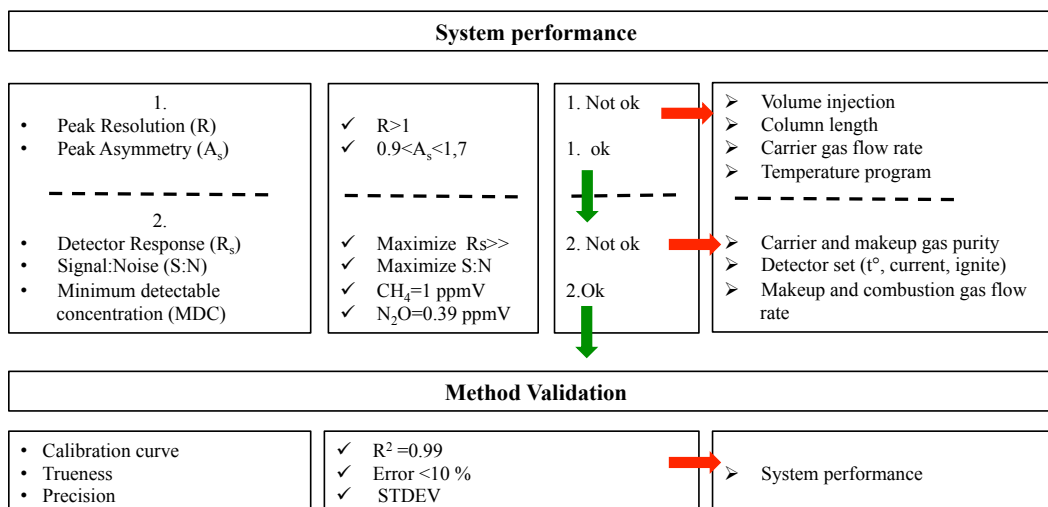 System performance
1.
• Peak Resolution (R)
• Peak Asymmetry (Aₛ)
2.
• Detector Response (Rₛ)
• Signal:Noise (S:N)
• Minimum detectable
concentration (MDC)
✓ R>1
✓ 0.9<Aₛ<1,7
✓ Maximize Rs>>
✓ Maximize S:N
✓ CH₄=1 ppmV
✓ N₂O=0.39 ppmV
1. Not ok
1. ok
2. Not ok
2.Ok
➢ Volume injection
➢ Column length
➢ Carrier gas flow rate
➢ Temperature program
➢ Carrier and makeup gas purity
➢ Detector set (t°, current, ignite)
➢ Makeup and combustion gas flow
rate
Method Validation
• Calibration curve
• Trueness
• Precision
✓ R² =0.99
✓ Error <10 %
✓ STDEV
➢ System performance